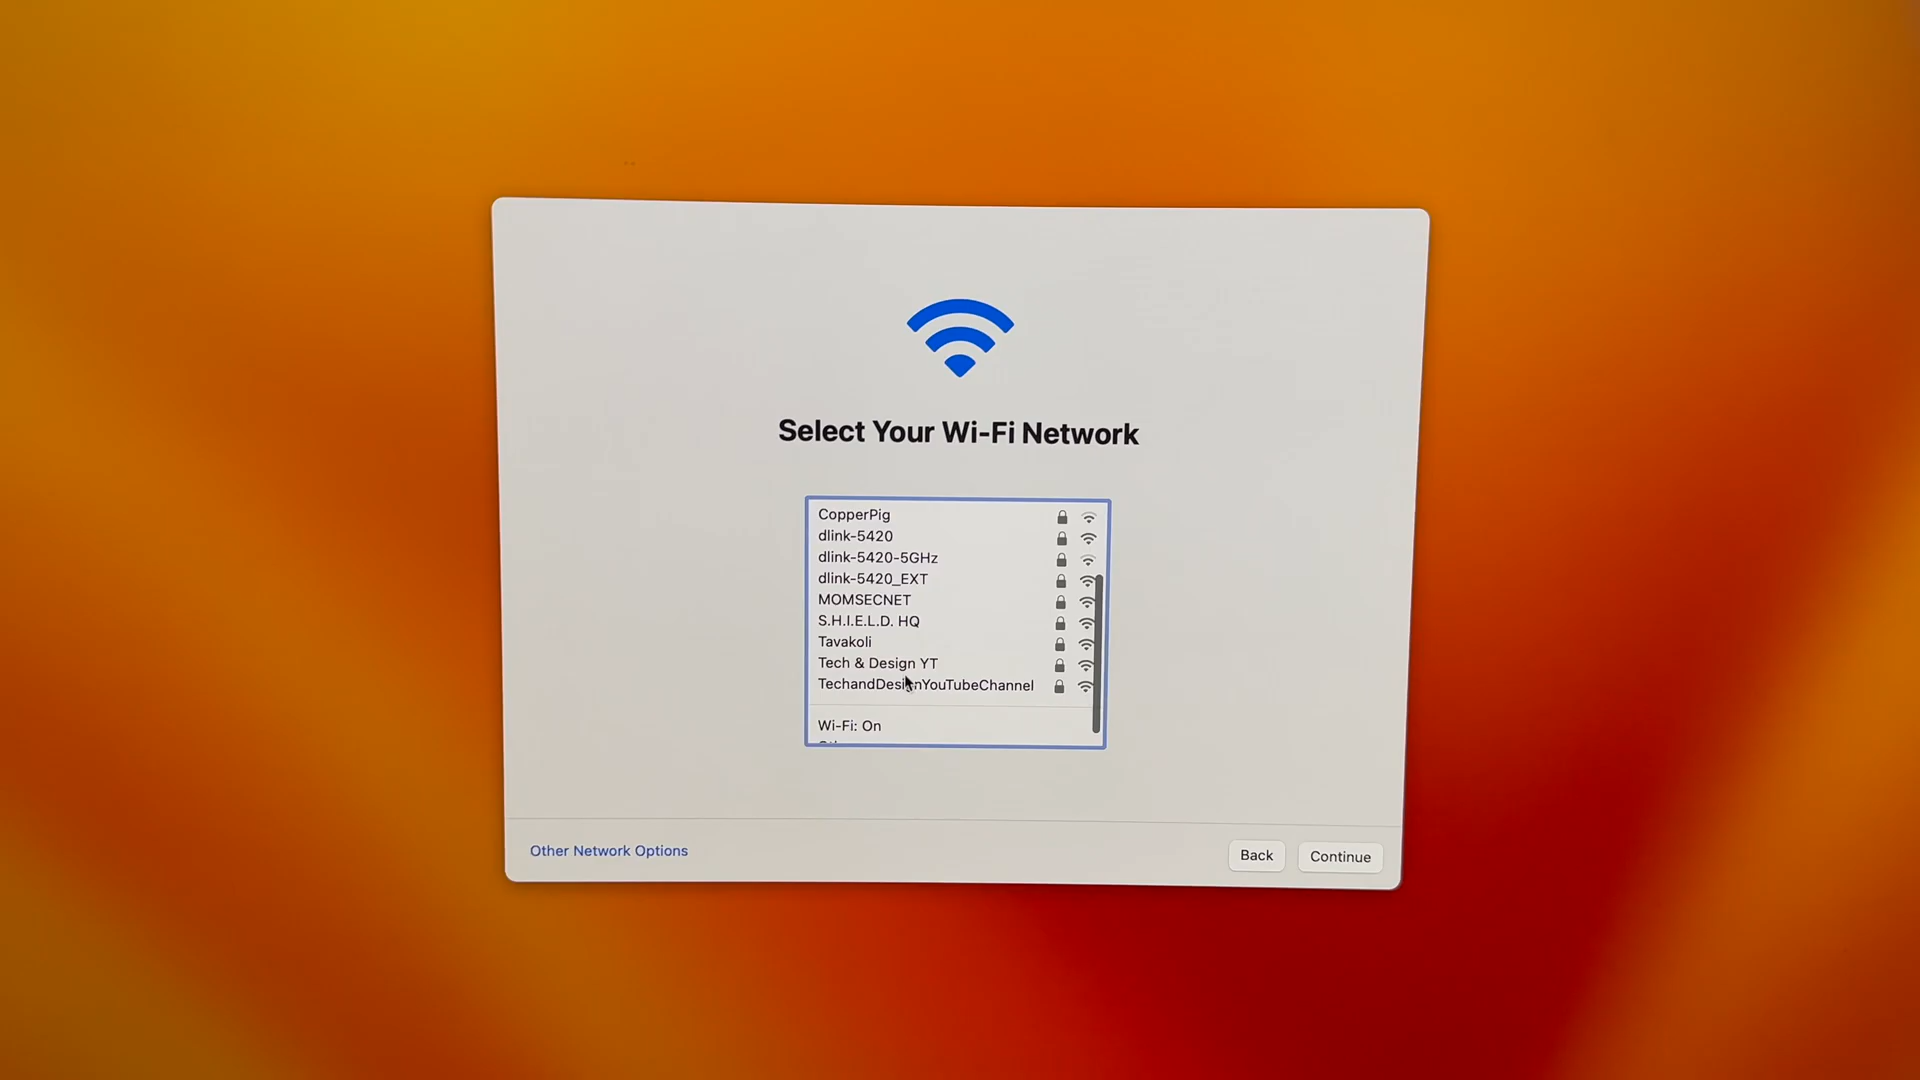 Select Your Wi-Fi Network
CopperPig
dlink-5420
dlink-5420-5GHz
dlink-5420_EXT
MOMSECNET
S.H.I.E.L.D. HQ
Tavakoli
Tech & Design YT
TechandDesignYouTubeChannel
Wi-Fi: On
Other Network Options
Back
Continue